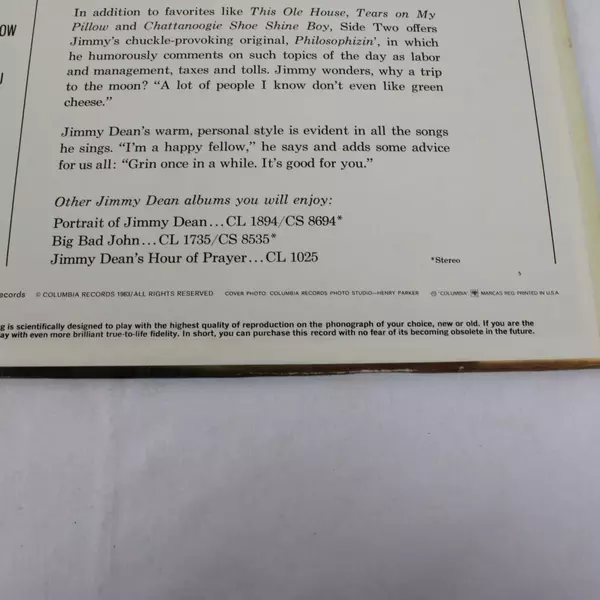 OW
In addition to favorites like This Ole House, Tears on My
Pillow and Chattanoogie Shoe Shine Boy, Side Two offers
Jimmy's chuckle-provoking original, Philosophizin', in which
he humorously comments on such topics of the day as labor
and management, taxes and tolls. Jimmy wonders, why a trip
to the moon? "A lot of people I know don't even like green
cheese."
Jimmy Dean's warm, personal style is evident in all the songs
he sings. "I'm a happy fellow," he says and adds some advice
for us all: "Grin once in a while. It's good for you."
Other Jimmy Dean albums you will enjoy:
Portrait of Jimmy Dean...CL 1894/CS 8694*
Big Bad John...CL 1735/CS 8535*
Jimmy Dean's Hour of Prayer...CL 1025
*Stereo
ecords © COLUMBIA RECORDS 1963/ALL RIGHTS RESERVED COVER PHOTO: COLUMBIA RECORDS PHOTO STUDIO—HENRY PARKER "COLUMBIA" MARCAS REG. PRINTED IN U.S.A.
g is scientifically designed to play with the highest quality of reproduction on the phonograph of your choice, new or old. If you are the
ay with even more brilliant true-to-life fidelity. In short, you can purchase this record with no fear of its becoming obsolete in the future.